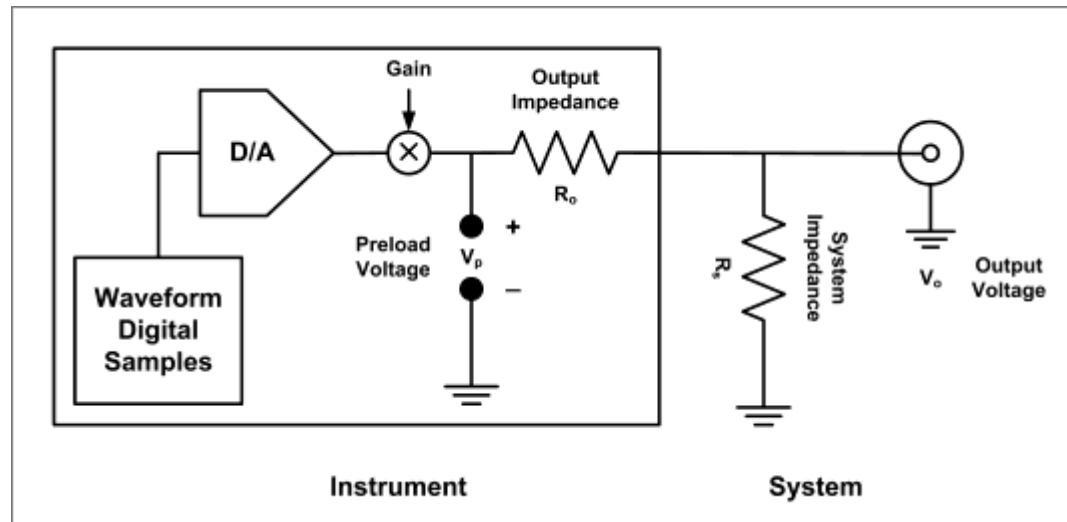 Gain
Output
Impedance
D/A
Rₒ
Preload
Voltage
+
Vₚ
–
Waveform
Digital
Samples
System
Impedance
Rₛ
Vₒ
Output
Voltage
Instrument
System